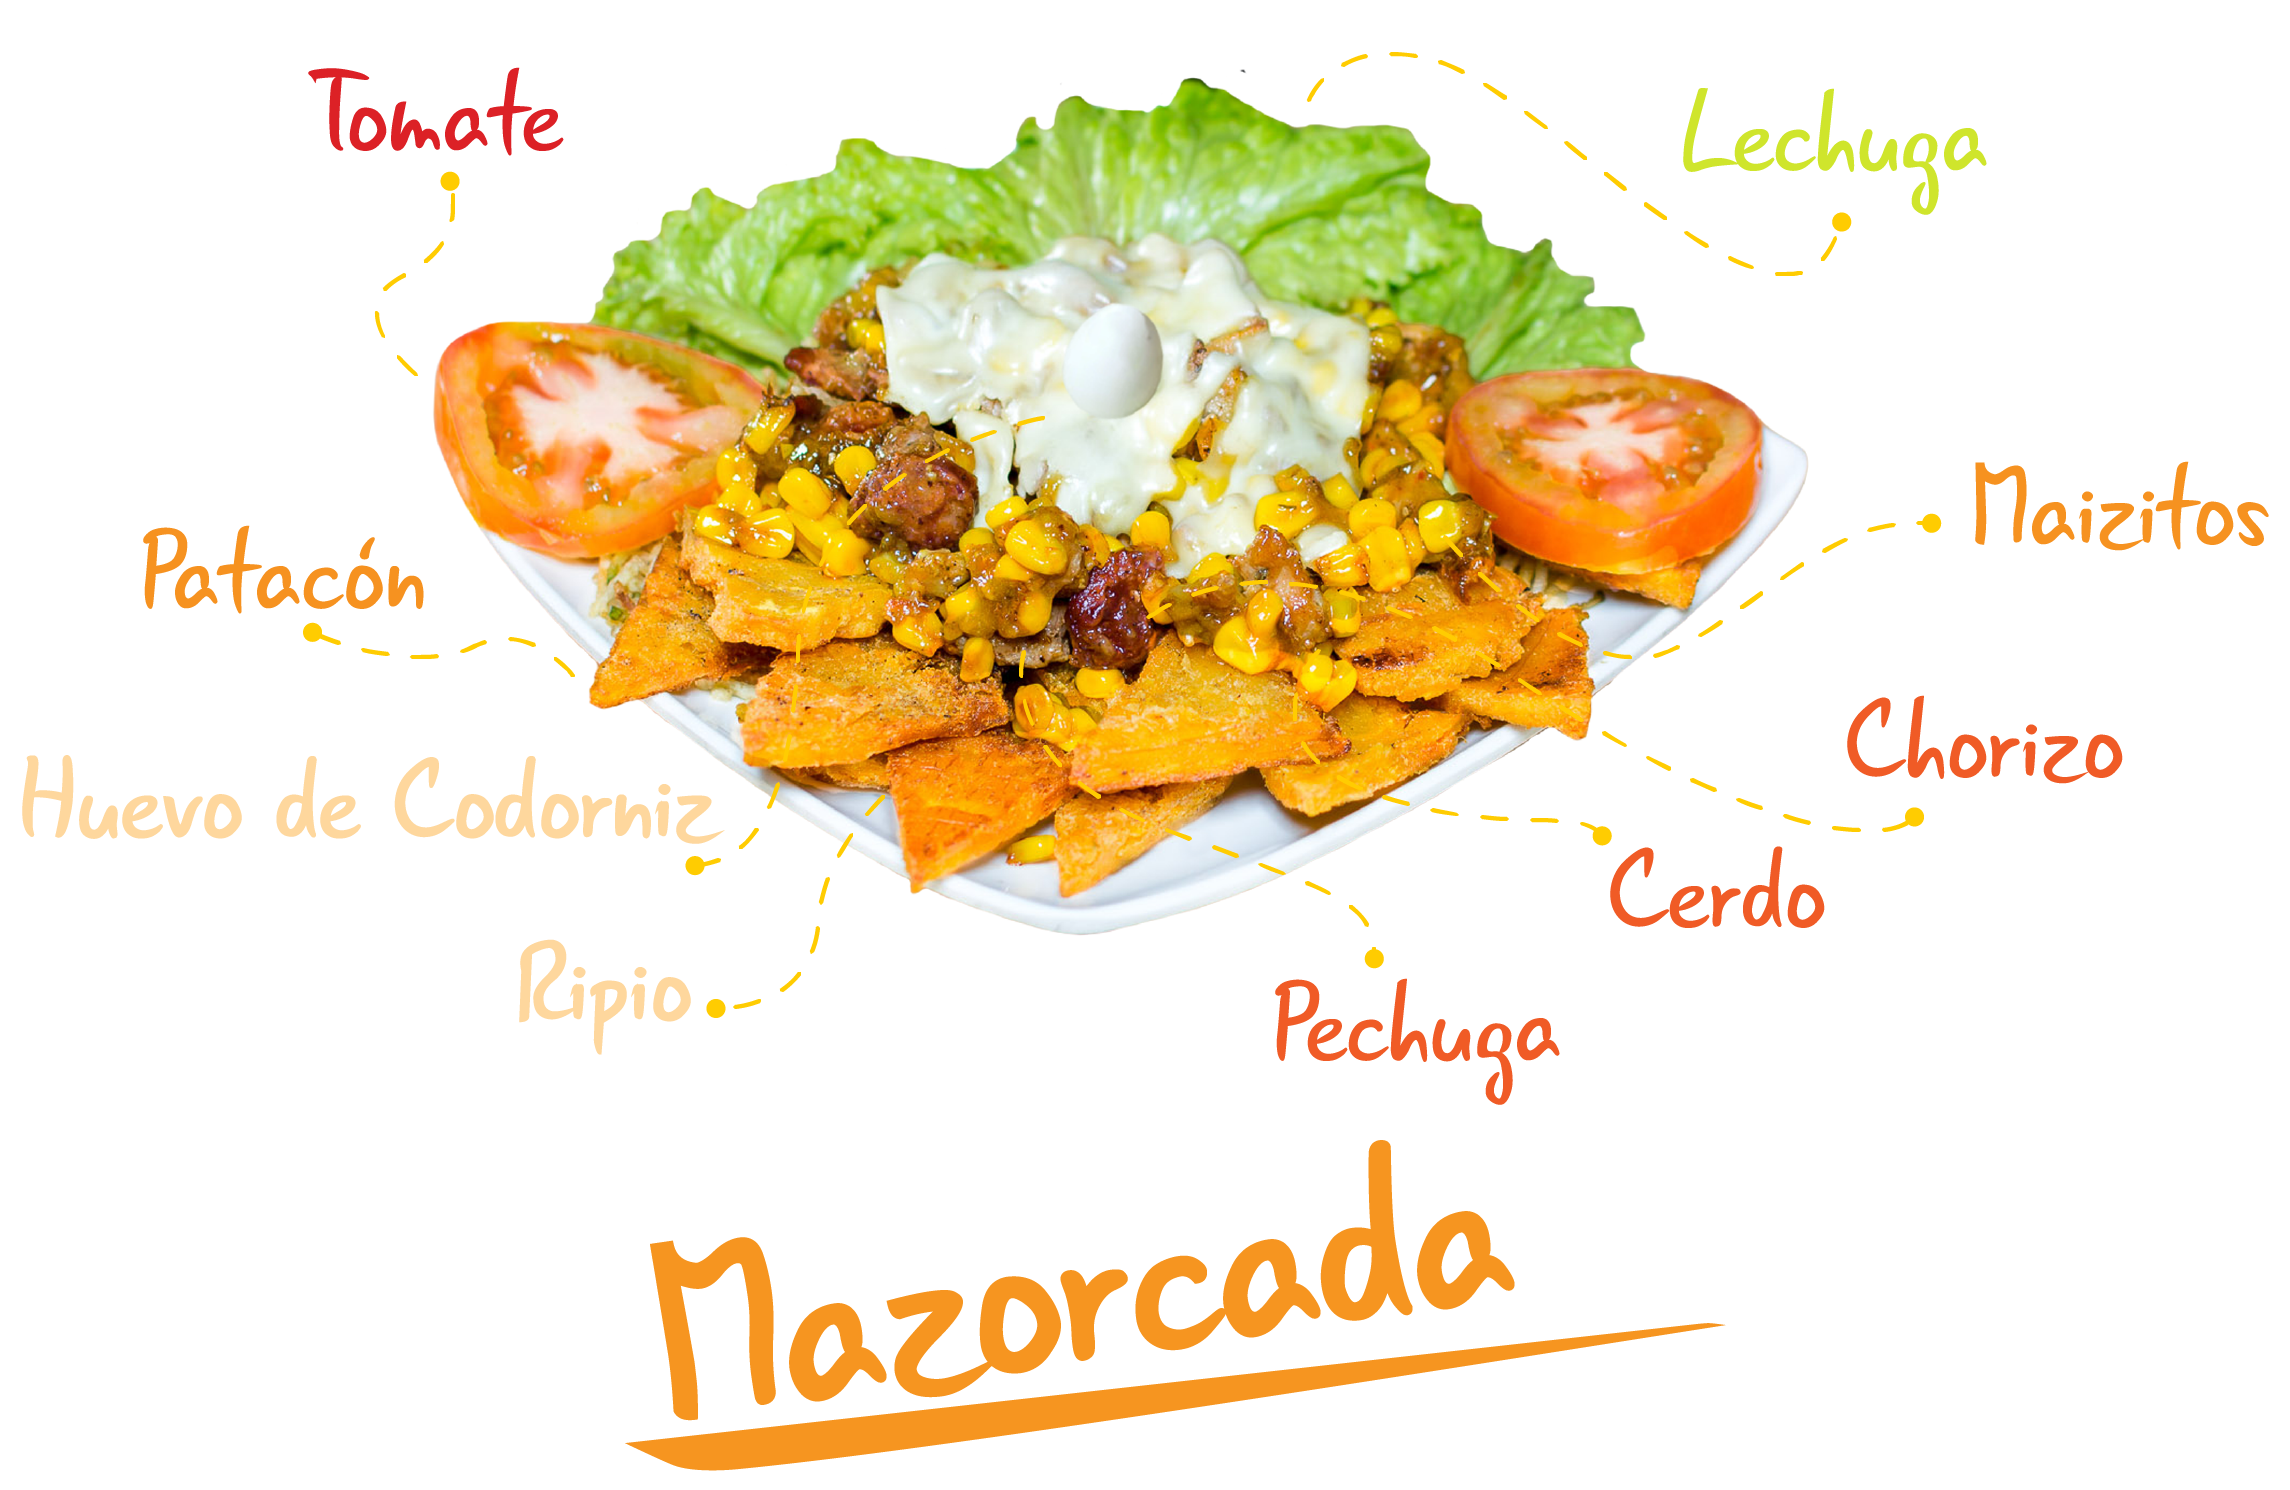 Tomate
Lechuga
Patacón
Maizitos
Huevo de Codorniz
Chorizo
Cerdo
Ripio
Pechuga
Mazorcada